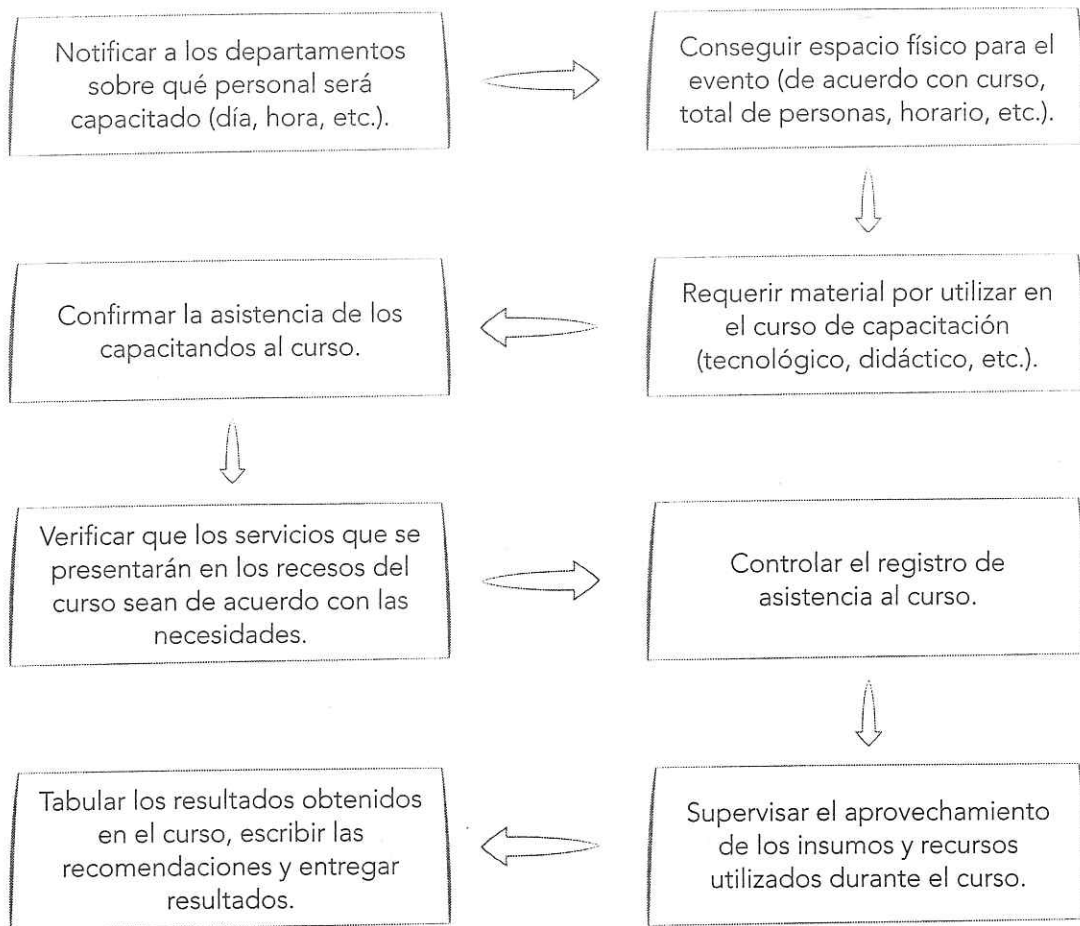 Notificar a los departamentos
sobre qué personal será
capacitado (día, hora, etc.).
Conseguir espacio físico para el
evento (de acuerdo con curso,
total de personas, horario, etc.).
Requerir material por utilizar en
el curso de capacitación
(tecnológico, didáctico, etc.).
Confirmar la asistencia de los
capacitandos al curso.
Verificar que los servicios que se
presentarán en los recesos del
curso sean de acuerdo con las
necesidades.
Controlar el registro de
asistencia al curso.
Supervisar el aprovechamiento
de los insumos y recursos
utilizados durante el curso.
Tabular los resultados obtenidos
en el curso, escribir las
recomendaciones y entregar
resultados.